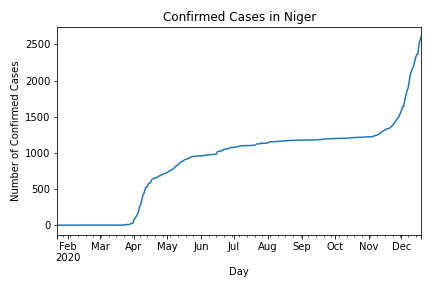 Confirmed Cases in Niger
Number of Confirmed Cases
2500
2000
1500
1000
500
0
Feb Mar Apr May Jun Jul Aug Sep Oct Nov Dec
2020
Day